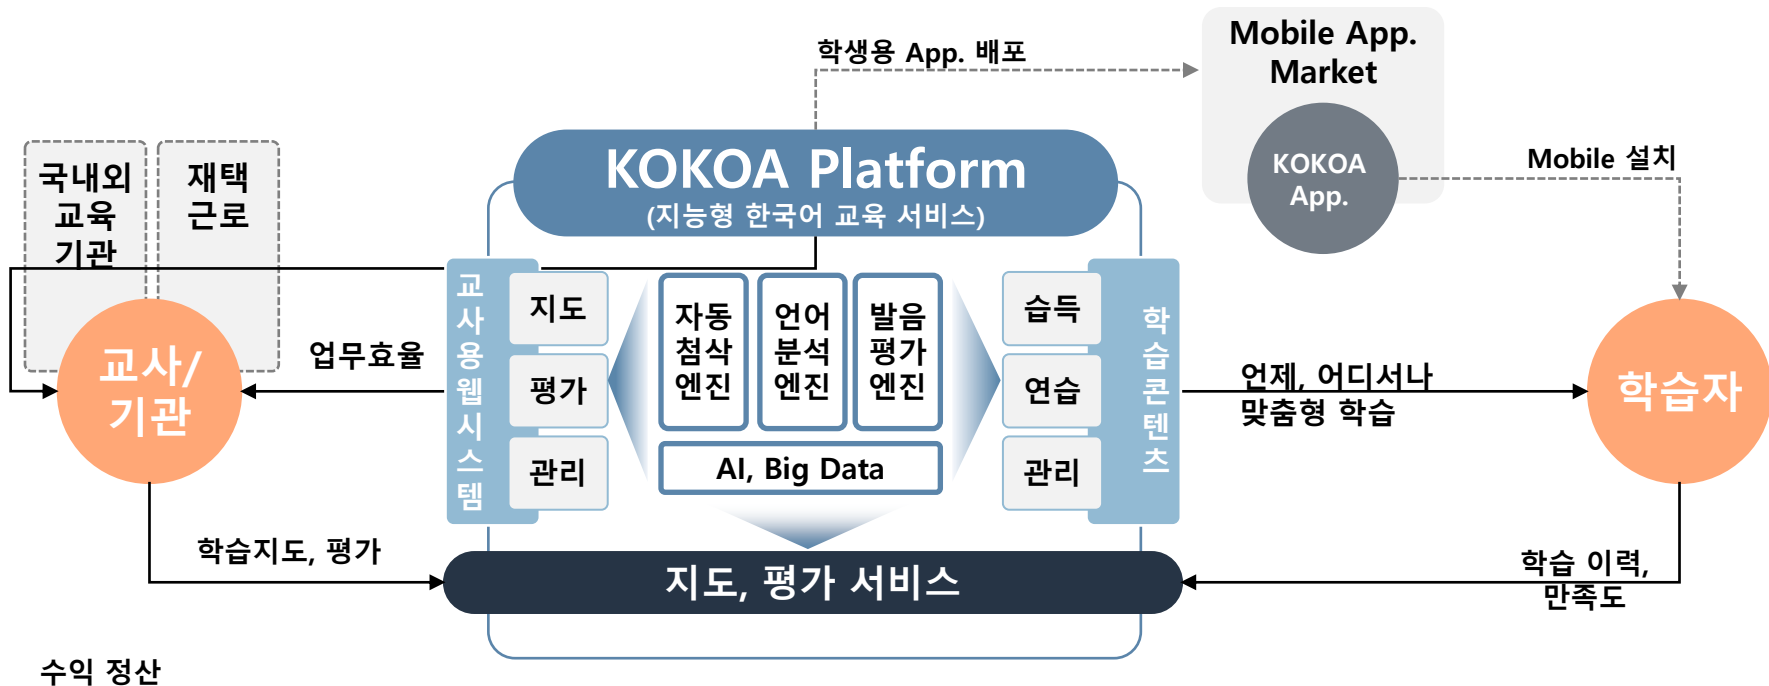 학생용 App. 배포
Mobile App.
Market
KOKOA
App.
Mobile 설치
국내외
교육
기관
재택
근로
KOKOA Platform
(지능형 한국어 교육 서비스)
교사/
기관
업무효율
교사용웹시스템
지도
평가
관리
자동
첨삭
엔진
언어
분석
엔진
발음
평가
엔진
AI, Big Data
습득
연습
관리
학습콘텐츠
언제, 어디서나
맞춤형 학습
학습자
학습지도, 평가
지도, 평가 서비스
학습 이력,
만족도
수익 정산